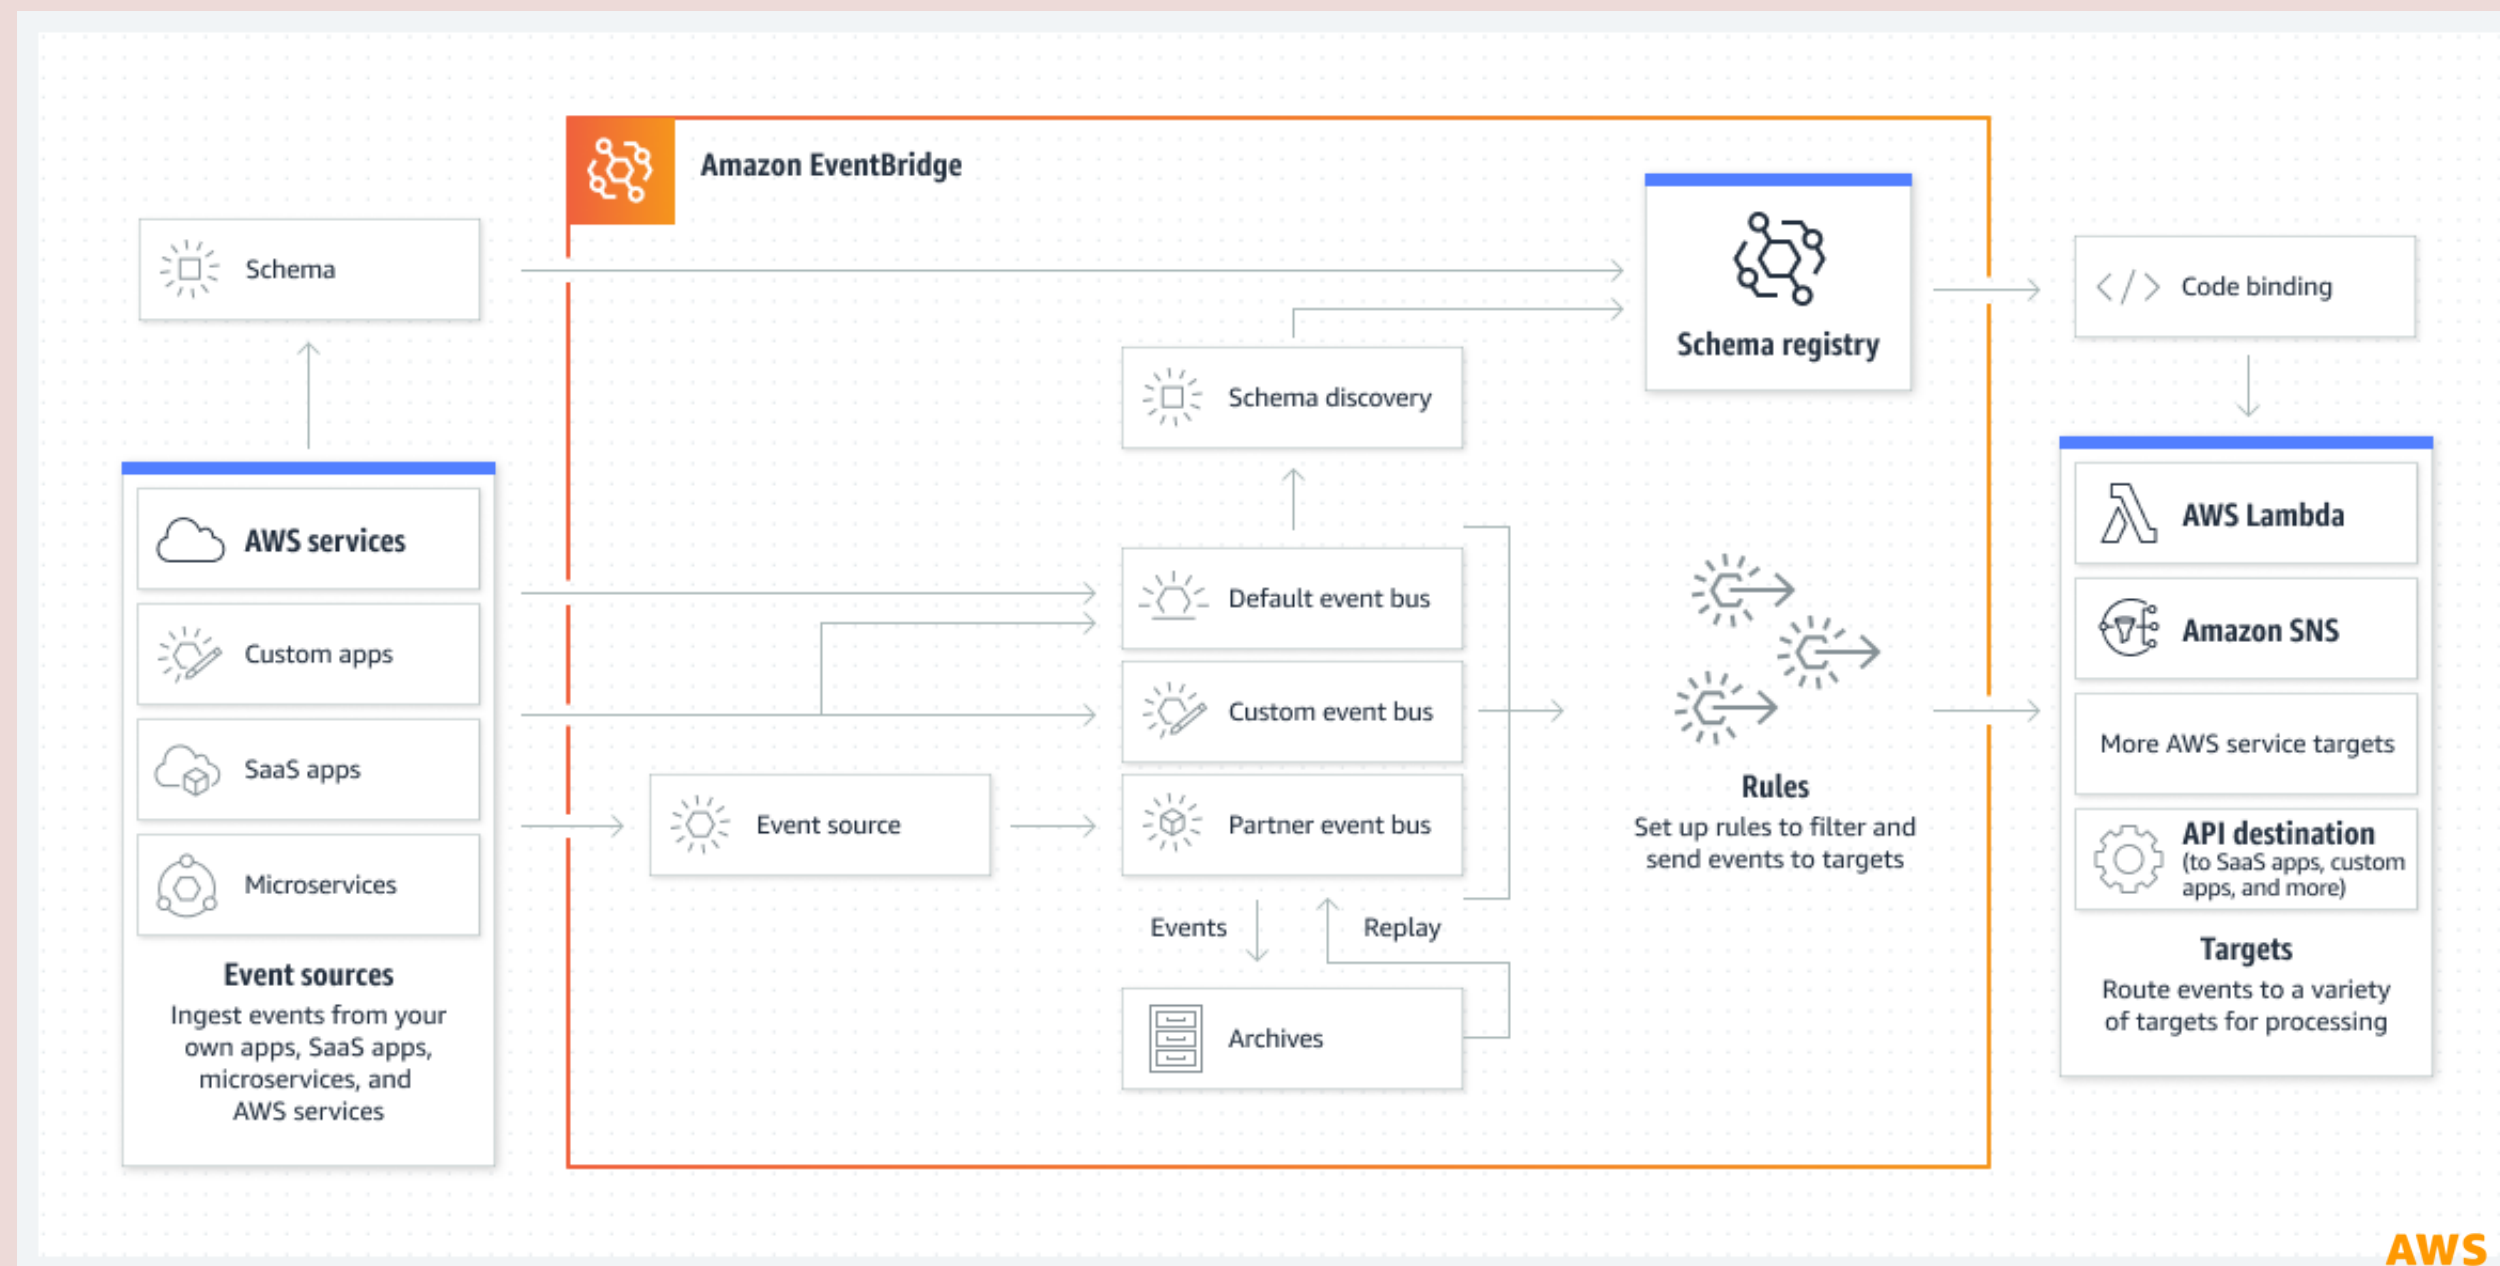 Amazon EventBridge
Schema
Schema registry
Code binding
Schema discovery
AWS services
Custom apps
SaaS apps
Microservices
Event sources
Ingest events from your
own apps, SaaS apps,
microservices, and
AWS services
Event source
Default event bus
Custom event bus
Partner event bus
Events
Replay
Archives
Rules
Set up rules to filter and
send events to targets
AWS Lambda
Amazon SNS
More AWS service targets
API destination
(to SaaS apps, custom
apps, and more)
Targets
Route events to a variety
of targets for processing
AWS